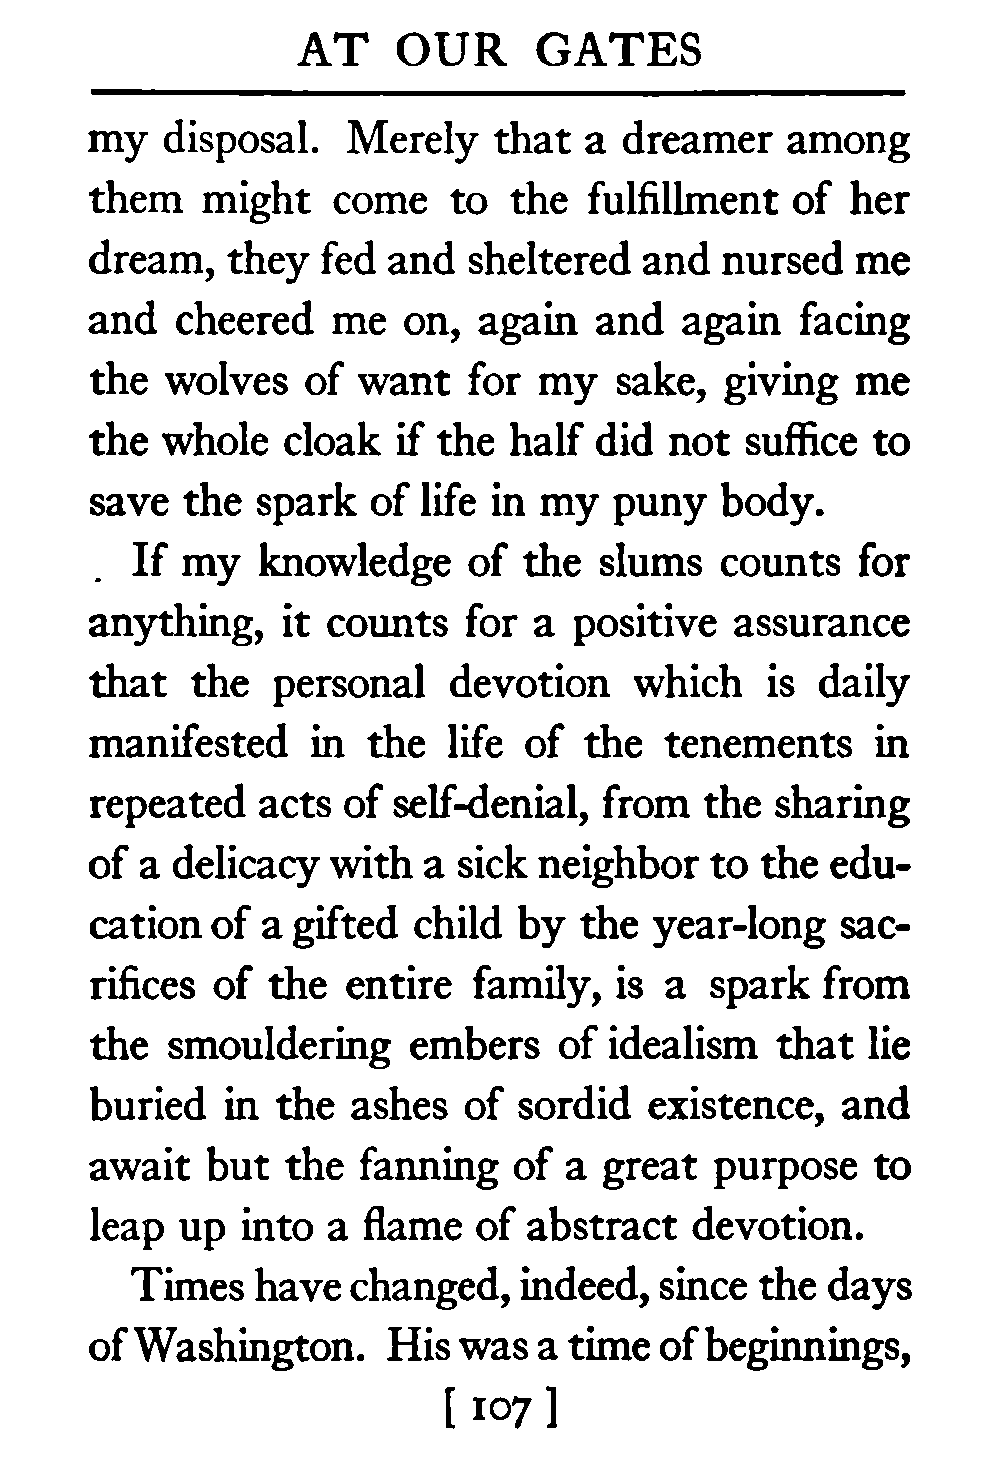 AT OUR GATES
my disposal. Merely that a dreamer among
them might come to the fulfillment of her
dream, they fed and sheltered and nursed me
and cheered me on, again and again facing
the wolves of want for my sake, giving me
the whole cloak if the half did not suffice to
save the spark of life in my puny body.
If my knowledge of the slums counts for
anything, it counts for a positive assurance
that the personal devotion which is daily
manifested in the life of the tenements in
repeated acts of self-denial, from the sharing
of a delicacy with a sick neighbor to the edu-
cation of a gifted child by the year-long sac-
rifices of the entire family, is a spark from
the smouldering embers of idealism that lie
buried in the ashes of sordid existence, and
await but the fanning of a great purpose to
leap up into a flame of abstract devotion.
Times have changed, indeed, since the days
of Washington. His was a time of beginnings,
[ 107 ]